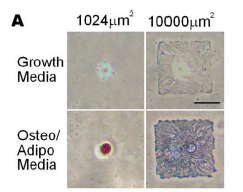 A
1024μm² 10000μm²
Growth
Media
Osteo/
Adipo
Media